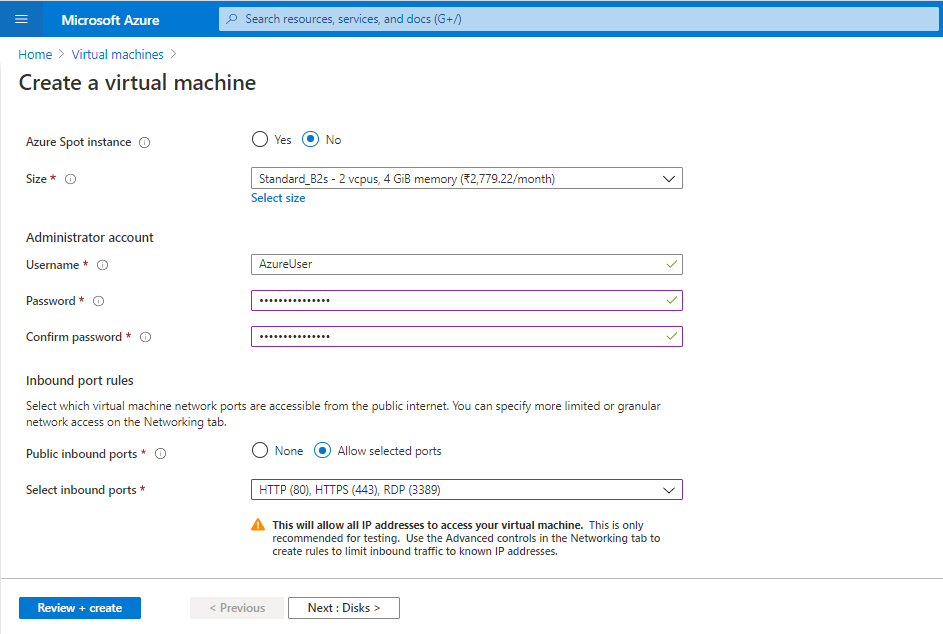 Microsoft Azure
Search resources, services, and docs (G+/)
Home > Virtual machines >
Create a virtual machine
Azure Spot instance
Yes No
Size *
Standard_B2s - 2 vcpus, 4 GiB memory (₹2,779.22/month)
Select size
Administrator account
Username *
AzureUser
Password *
•••••••••••••••
Confirm password *
•••••••••••••••
Inbound port rules
Select which virtual machine network ports are accessible from the public internet. You can specify more limited or granular
network access on the Networking tab.
Public inbound ports *
None Allow selected ports
Select inbound ports *
HTTP (80), HTTPS (443), RDP (3389)
This will allow all IP addresses to access your virtual machine. This is only
recommended for testing. Use the Advanced controls in the Networking tab to
create rules to limit inbound traffic to known IP addresses.
Review + create
< Previous
Next : Disks >